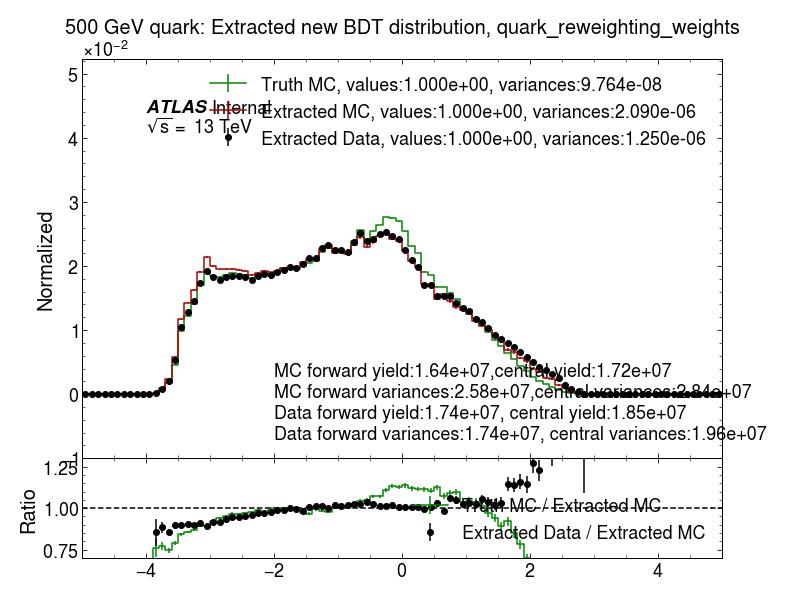 500 GeV quark: Extracted new BDT distribution, quark_reweighting_weights
×10⁻²
5
4
3
2
1
0
Normalized
Truth MC, values:1.000e+00, variances:9.764e-08
Extracted MC, values:1.000e+00, variances:2.090e-06
Extracted Data, values:1.000e+00, variances:1.250e-06
ATLAS Internal
√s = 13 TeV
MC forward yield:1.64e+07,central yield:1.72e+07
MC forward variances:2.58e+07,central variances:2.84e+07
Data forward yield:1.74e+07, central yield:1.85e+07
Data forward variances:1.74e+07, central variances:1.96e+07
1.25
1.00
0.75
Ratio
Truth MC / Extracted MC
Extracted Data / Extracted MC
−4 −2 0 2 4